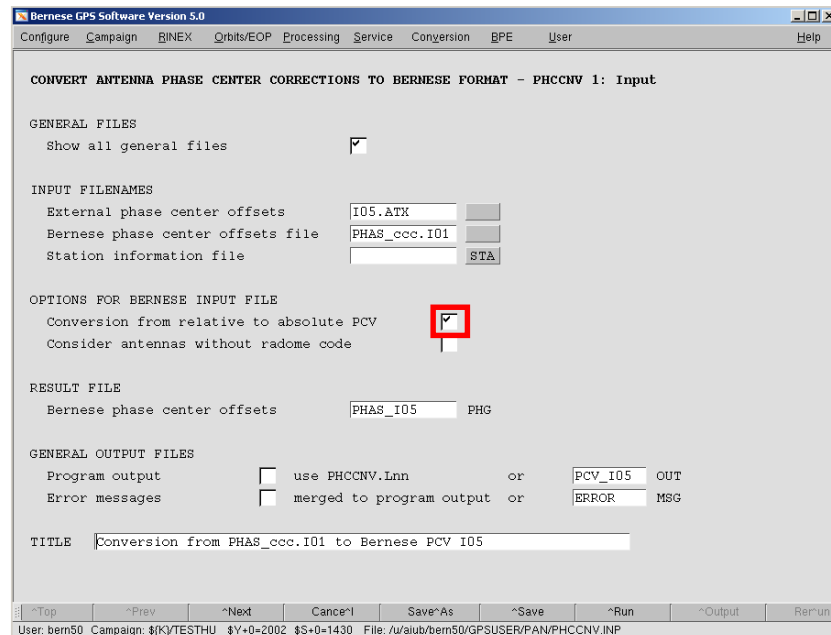 Bernese GPS Software Version 5.0
Configure Campaign RINEX Orbits/EOP Processing Service Conversion BPE User Help
CONVERT ANTENNA PHASE CENTER CORRECTIONS TO BERNESE FORMAT - PHCCNV 1: Input
GENERAL FILES
Show all general files
INPUT FILENAMES
External phase center offsets I05.ATX
Bernese phase center offsets file PHAS_ccc.I01
Station information file STA
OPTIONS FOR BERNESE INPUT FILE
Conversion from relative to absolute PCV
Consider antennas without radome code
RESULT FILE
Bernese phase center offsets PHAS_I05 PHG
GENERAL OUTPUT FILES
Program output use PHCCNV.Lnn or PCV_I05 OUT
Error messages merged to program output or ERROR MSG
TITLE Conversion from PHAS_ccc.I01 to Bernese PCV I05
^Top ^Prev ^Next Cance^l Save^As ^Save ^Run ^Output Rer^un
User: bern50 Campaign: ${K}/TESTHU $Y+0=2002 $S+0=1430 File: /u/aiub/bern50/GPSUSER/PAN/PHCCNV.INP